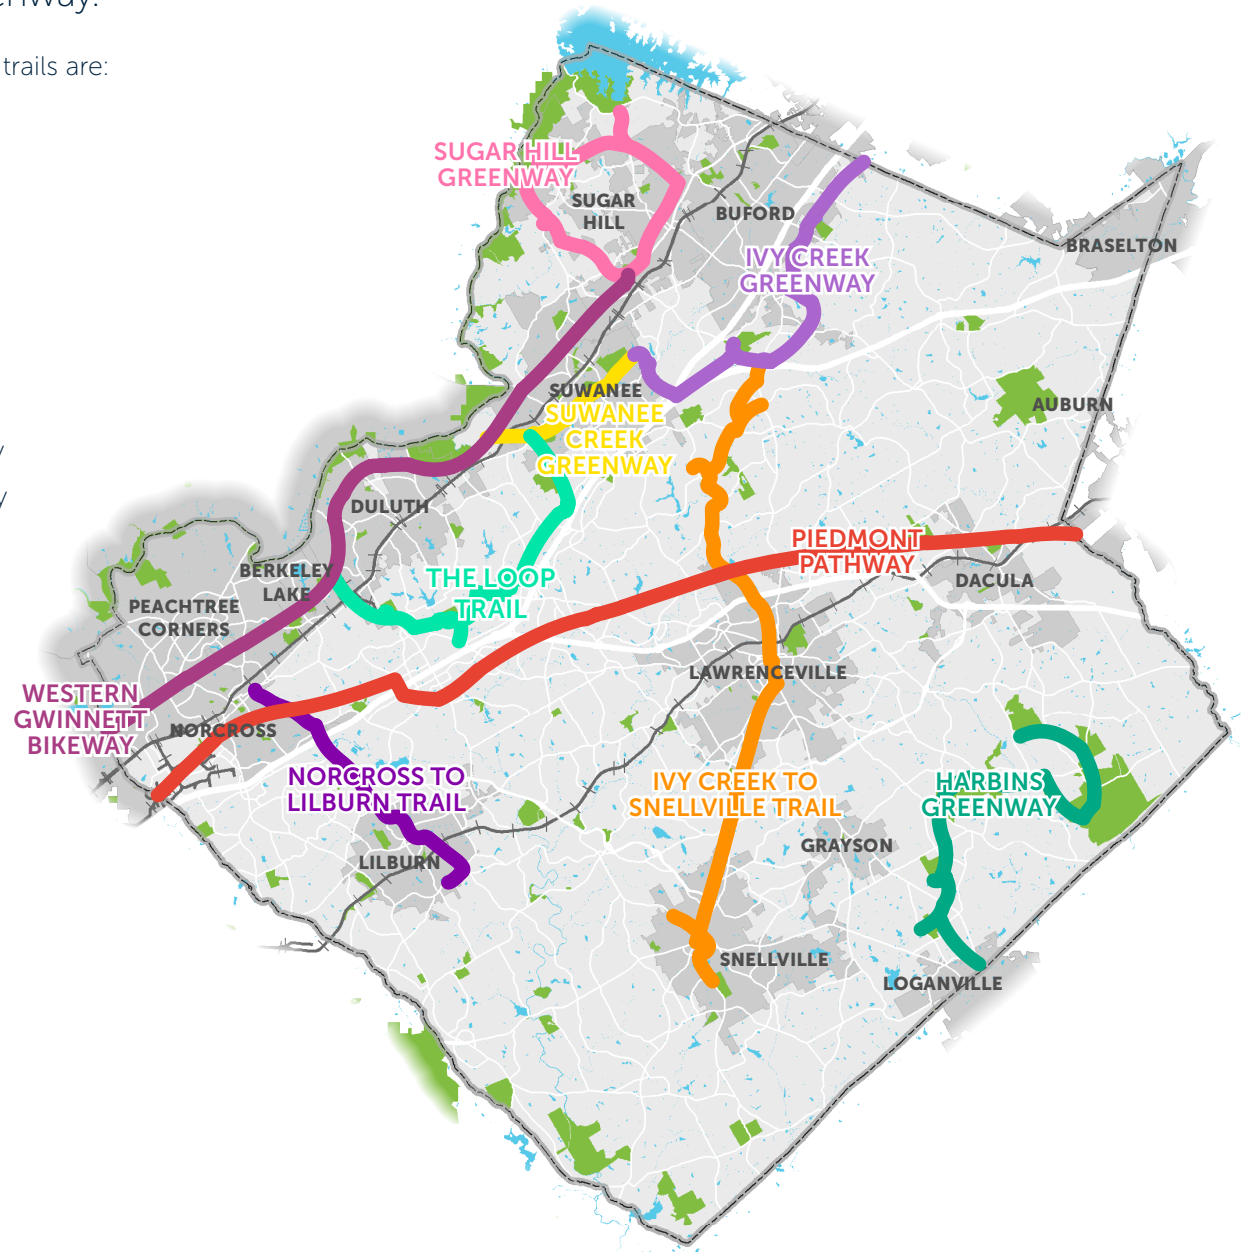 trails are:
SUGAR HILL
GREENWAY
SUGAR
HILL
BUFORD
BRASELTON
IVY CREEK
GREENWAY
SUWANEE
SUWANEE
CREEK
GREENWAY
AUBURN
DULUTH
PIEDMONT
PATHWAY
BERKELEY
LAKE
THE LOOP
TRAIL
DACULA
PEACHTREE
CORNERS
LAWRENCEVILLE
WESTERN
GWINNETT
BIKEWAY
NORCROSS
NORCROSS TO
LILBURN TRAIL
IVY CREEK TO
SNELLVILLE TRAIL
HARBINS
GREENWAY
GRAYSON
LILBURN
SNELLVILLE
LOGANVILLE